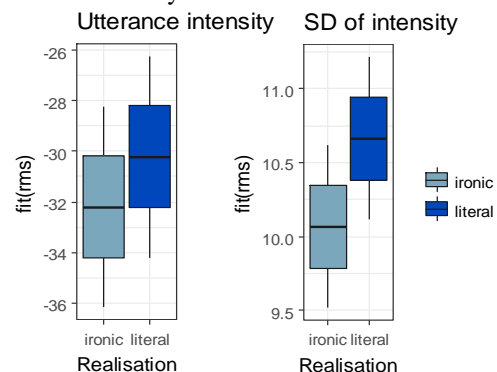 Utterance intensity
SD of intensity
fit(rms)
-26
-28
-30
-32
-34
-36
ironic literal
Realisation
fit(rms)
11.0
10.5
10.0
9.5
ironic literal
Realisation
ironic
literal